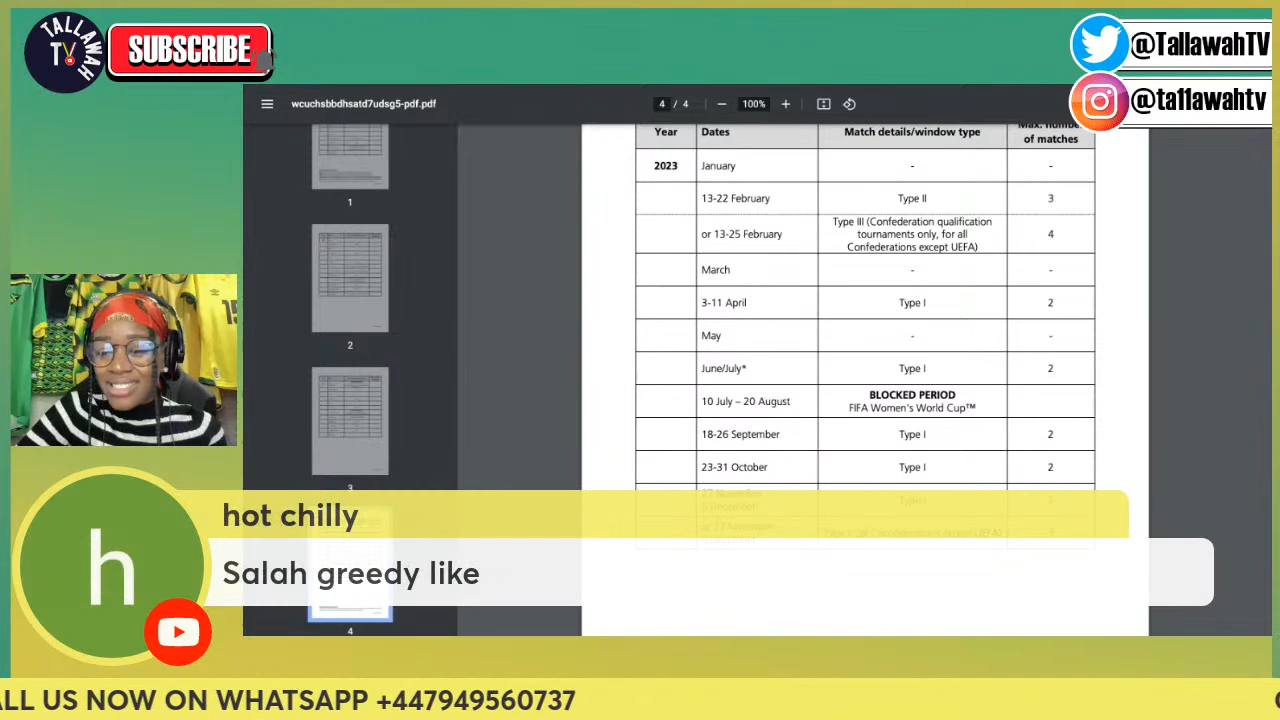 TALLAWAH
TV
SUBSCRIBE
@TallawahTV
@ta11awahtv
wcuchsbbdhsatd7udsg5-pdf.pdf
4 / 4
100%
Year Dates Match details/window type Max. number of matches
2023 January - -
13-22 February Type II 3
or 13-25 February Type III (Confederation qualification
tournaments only, for all
Confederations except UEFA) 4
March - -
3-11 April Type I 2
May - -
June/July* Type I 2
10 July – 20 August BLOCKED PERIOD
FIFA Women's World Cup™
18-26 September Type I 2
23-31 October Type I 2
1
2
3
4
15
h
hot chilly
Salah greedy like
ALL US NOW ON WHATSAPP +447949560737